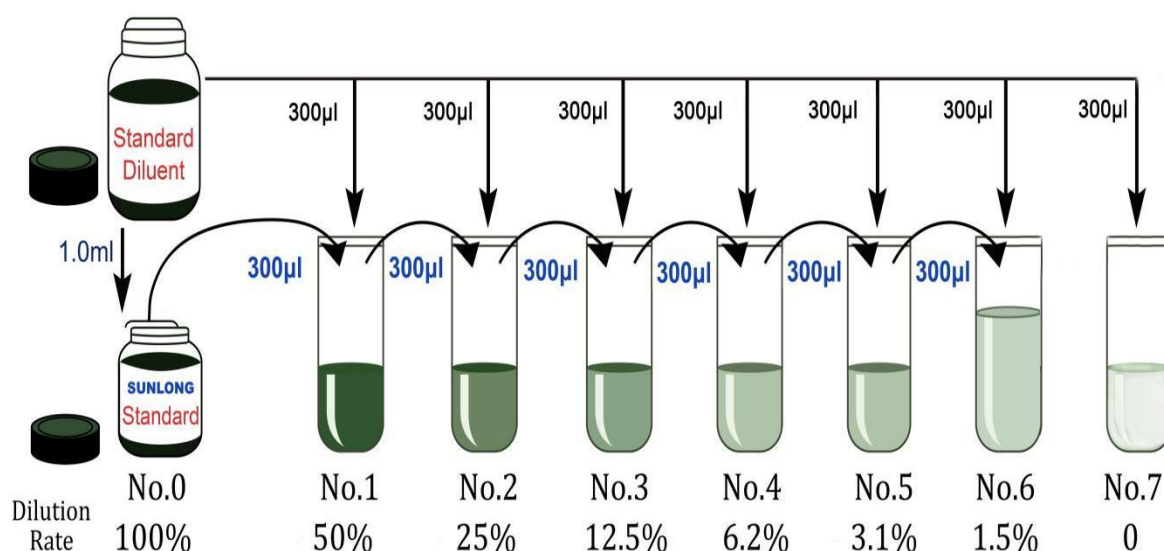 300µl 300µl 300µl 300µl 300µl 300µl 300µl
Standard
Diluent
1.0ml
300µl 300µl 300µl 300µl 300µl 300µl
SUNLONG
Standard
No.0 No.1 No.2 No.3 No.4 No.5 No.6 No.7
Dilution
Rate 100% 50% 25% 12.5% 6.2% 3.1% 1.5% 0